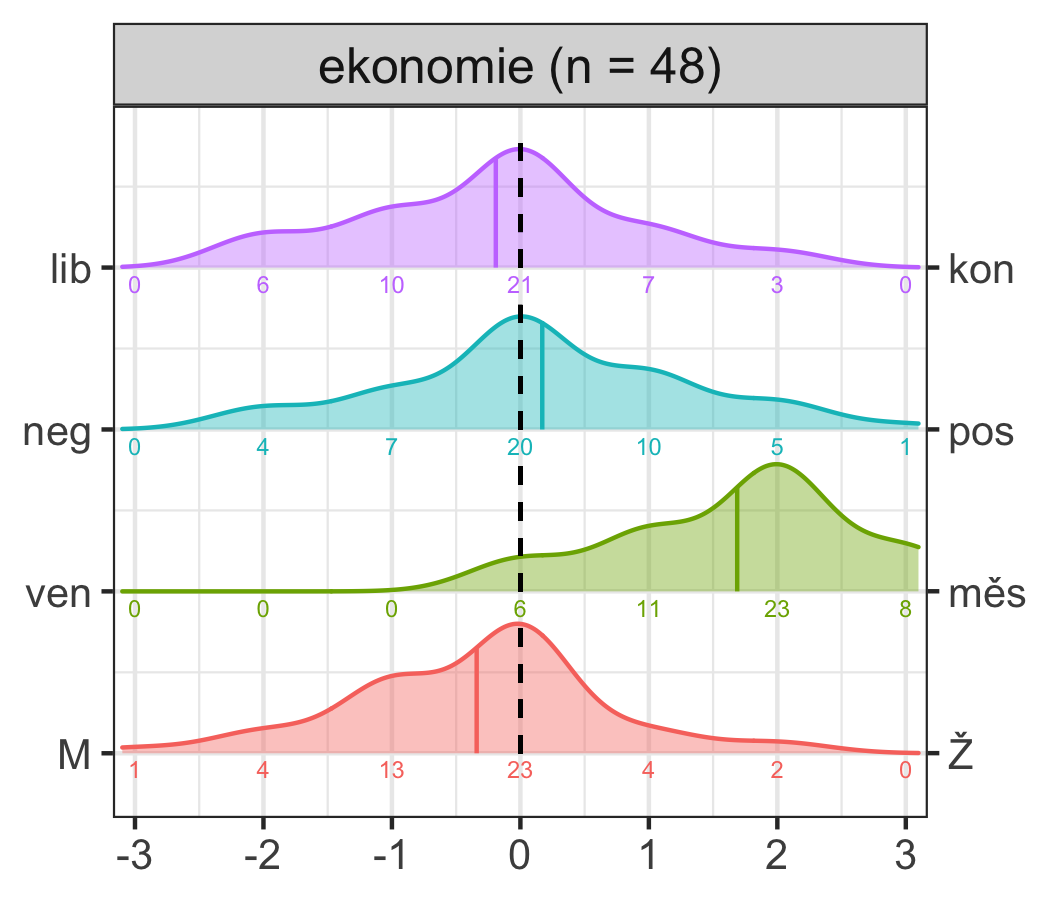 ekonomie (n = 48)
lib kon
0 6 10 21 7 3 0
neg pos
0 4 7 20 10 5 1
ven měs
0 0 0 6 11 23 8
M Ž
1 4 13 23 4 2 0
-3 -2 -1 0 1 2 3